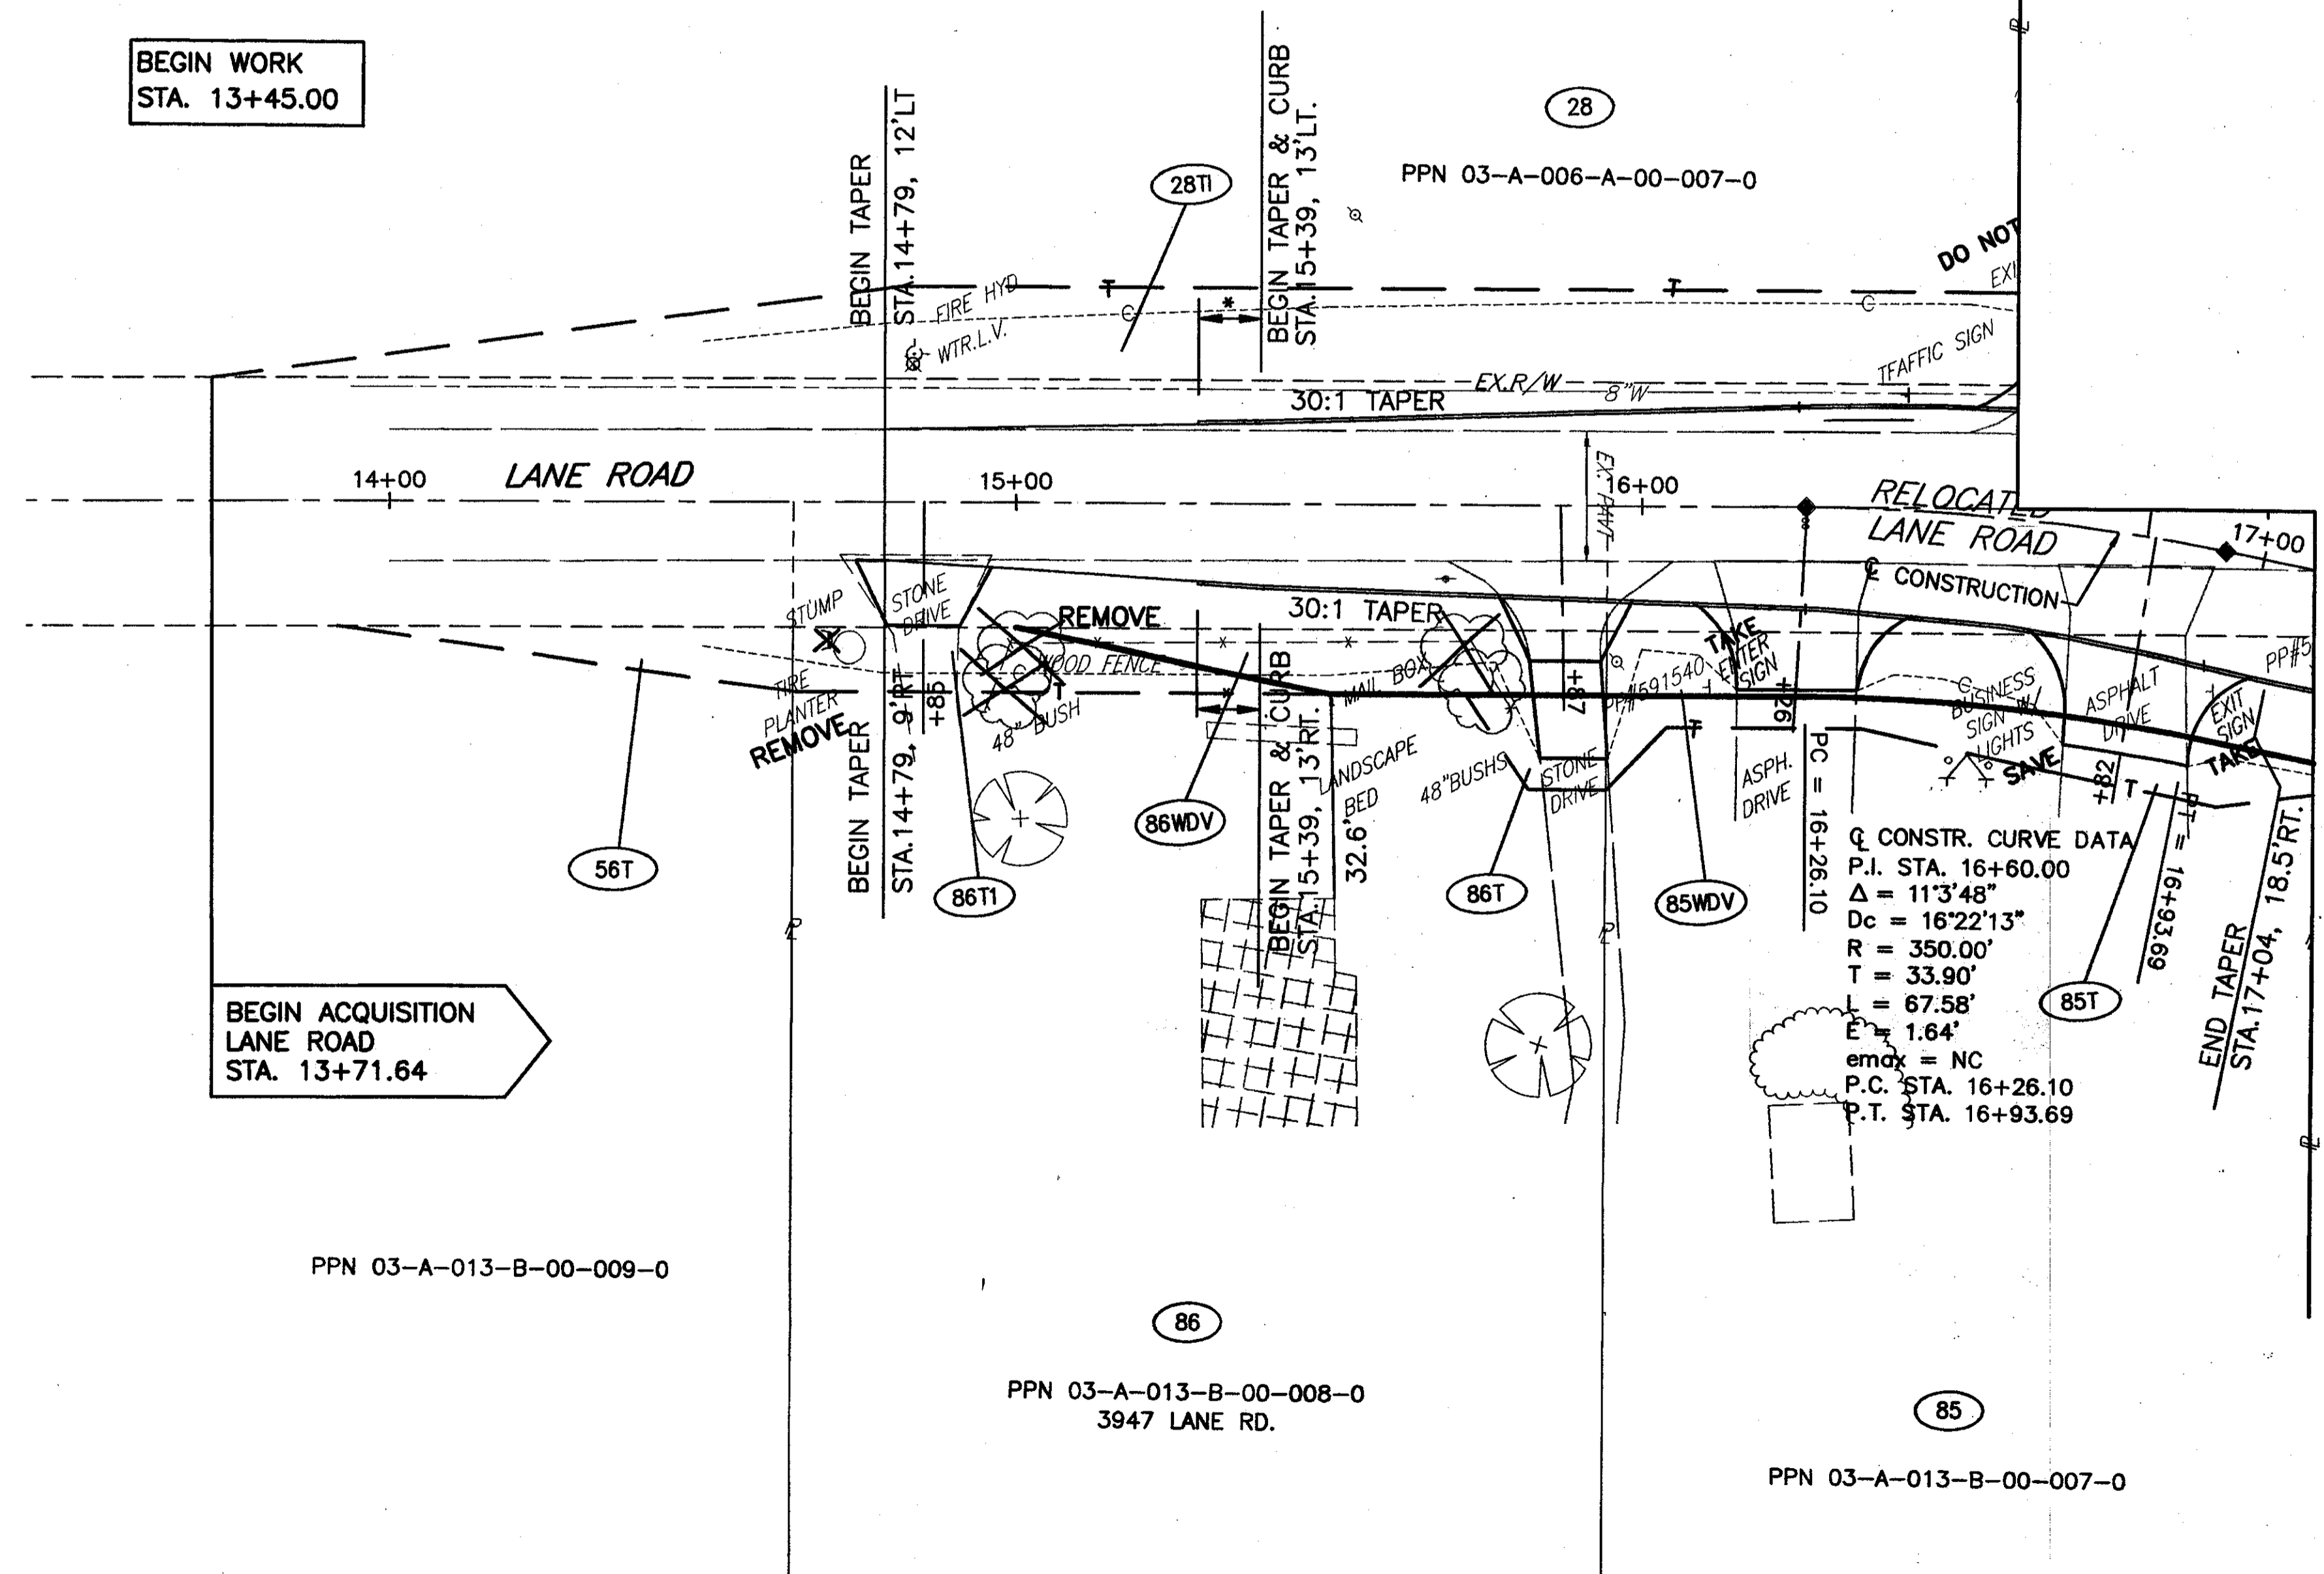 BEGIN WORK
STA. 13+45.00
BEGIN TAPER
STA.14+79, 12'LT
BEGIN TAPER & CURB
STA.15+39, 13'LT.
28
PPN 03-A-006-A-00-007-0
28T1
DO NOT
EXI
FIRE HYD
WTR.L.V.
T
T
C
C
*
TFAFFIC SIGN
EX.R/W
8"W
30:1 TAPER
LANE ROAD
14+00
15+00
16+00
17+00
EX. PAVT
RELOCATED
LANE ROAD
℄ CONSTRUCTION
STUMP
STONE
DRIVE
REMOVE
WOOD FENCE
30:1 TAPER
MAIL BOX
TAKE
ENTER
SIGN
PP#591540
PP#5
TIRE
PLANTER
REMOVE
+85
48" BUSH
T
*
+87
T
+26
BUSINESS
SIGN W/
LIGHTS
SAVE
ASPHALT
DRIVE
EXIT
SIGN
TAKE
+82
T
LANDSCAPE
BED
48"BUSHS
STONE
DRIVE
ASPH.
DRIVE
BEGIN TAPER
STA.14+79, 9'RT
BEGIN TAPER & CURB
STA.15+39, 13'RT.
32.6'
PC = 16+26.10
PT = 16+93.69
END TAPER
STA.17+04, 18.5'RT.
56T
86T1
86WDV
86T
85WDV
85T
℄ CONSTR. CURVE DATA
P.I. STA. 16+60.00
Δ = 11°3'48"
Dc = 16°22'13"
R = 350.00'
T = 33.90'
L = 67.58'
E = 1.64'
emax = NC
P.C. STA. 16+26.10
P.T. STA. 16+93.69
BEGIN ACQUISITION
LANE ROAD
STA. 13+71.64
PPN 03-A-013-B-00-009-0
86
PPN 03-A-013-B-00-008-0
3947 LANE RD.
85
PPN 03-A-013-B-00-007-0